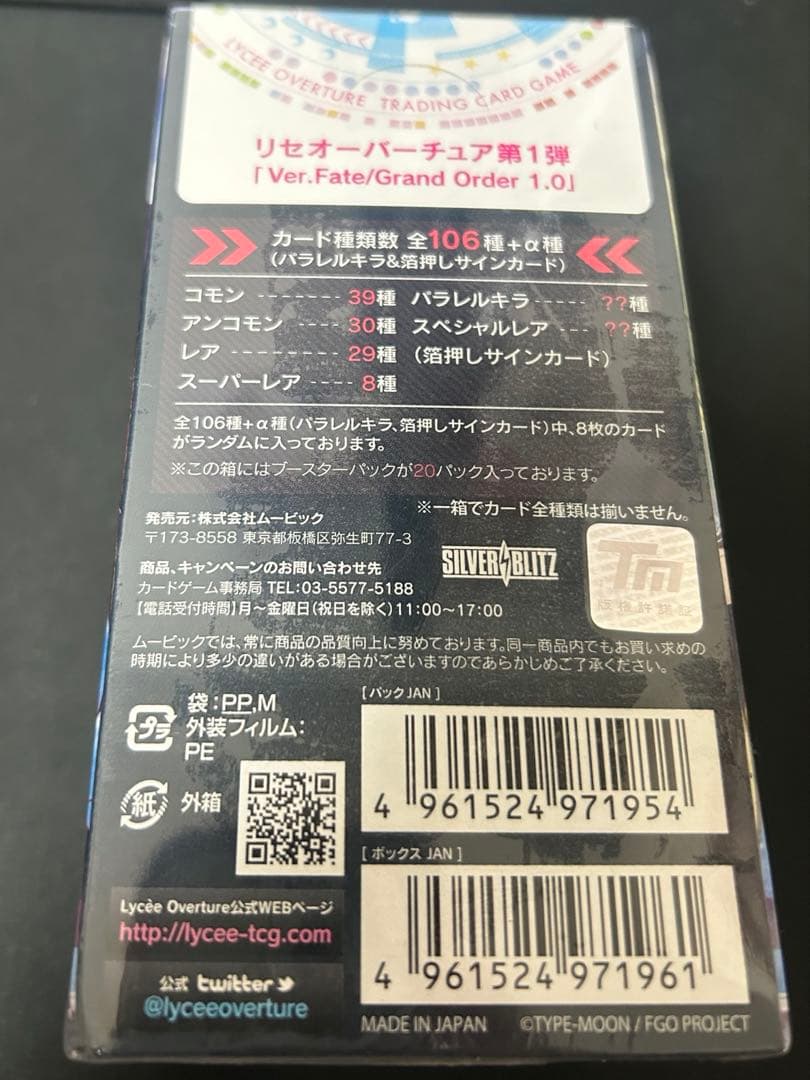 LYCEE OVERTURE TRADING CARD GAME
リセオーバーチュア第1弾
「Ver.Fate/Grand Order 1.0」
カード種類数 全106種+α種
(パラレルキラ&箔押しサインカード)
コモン ------- 39種 パラレルキラ----- ??種
アンコモン ---- 30種 スペシャルレア --- ??種
レア -------- 29種 (箔押しサインカード)
スーパーレア ---- 8種
全106種+α種(パラレルキラ、箔押しサインカード)中、8枚のカード
がランダムに入っております。
※この箱にはブースターパックが20パック入っております。
※一箱でカード全種類は揃いません。
発売元:株式会社ムービック
〒173-8558 東京都板橋区弥生町77-3
商品、キャンペーンのお問い合わせ先
カードゲーム事務局 TEL:03-5577-5188
【電話受付時間】月〜金曜日(祝日を除く)11:00〜17:00
SILVER BLITZ
TM
版権許諾証
ムービックでは、常に商品の品質向上に努めております。同一商品内でもお買い求めの
時期により多少の違いがある場合がございますのであらかじめご了承ください。
プラ
袋:PP,M
外装フィルム:
PE
紙 外箱
[パックJAN]
4 961524 971954
[ボックス JAN]
4 961524 971961
Lycèe Overture公式WEBページ
http://lycee-tcg.com
公式 twitter
@lyceeoverture
MADE IN JAPAN ©TYPE-MOON / FGO PROJECT